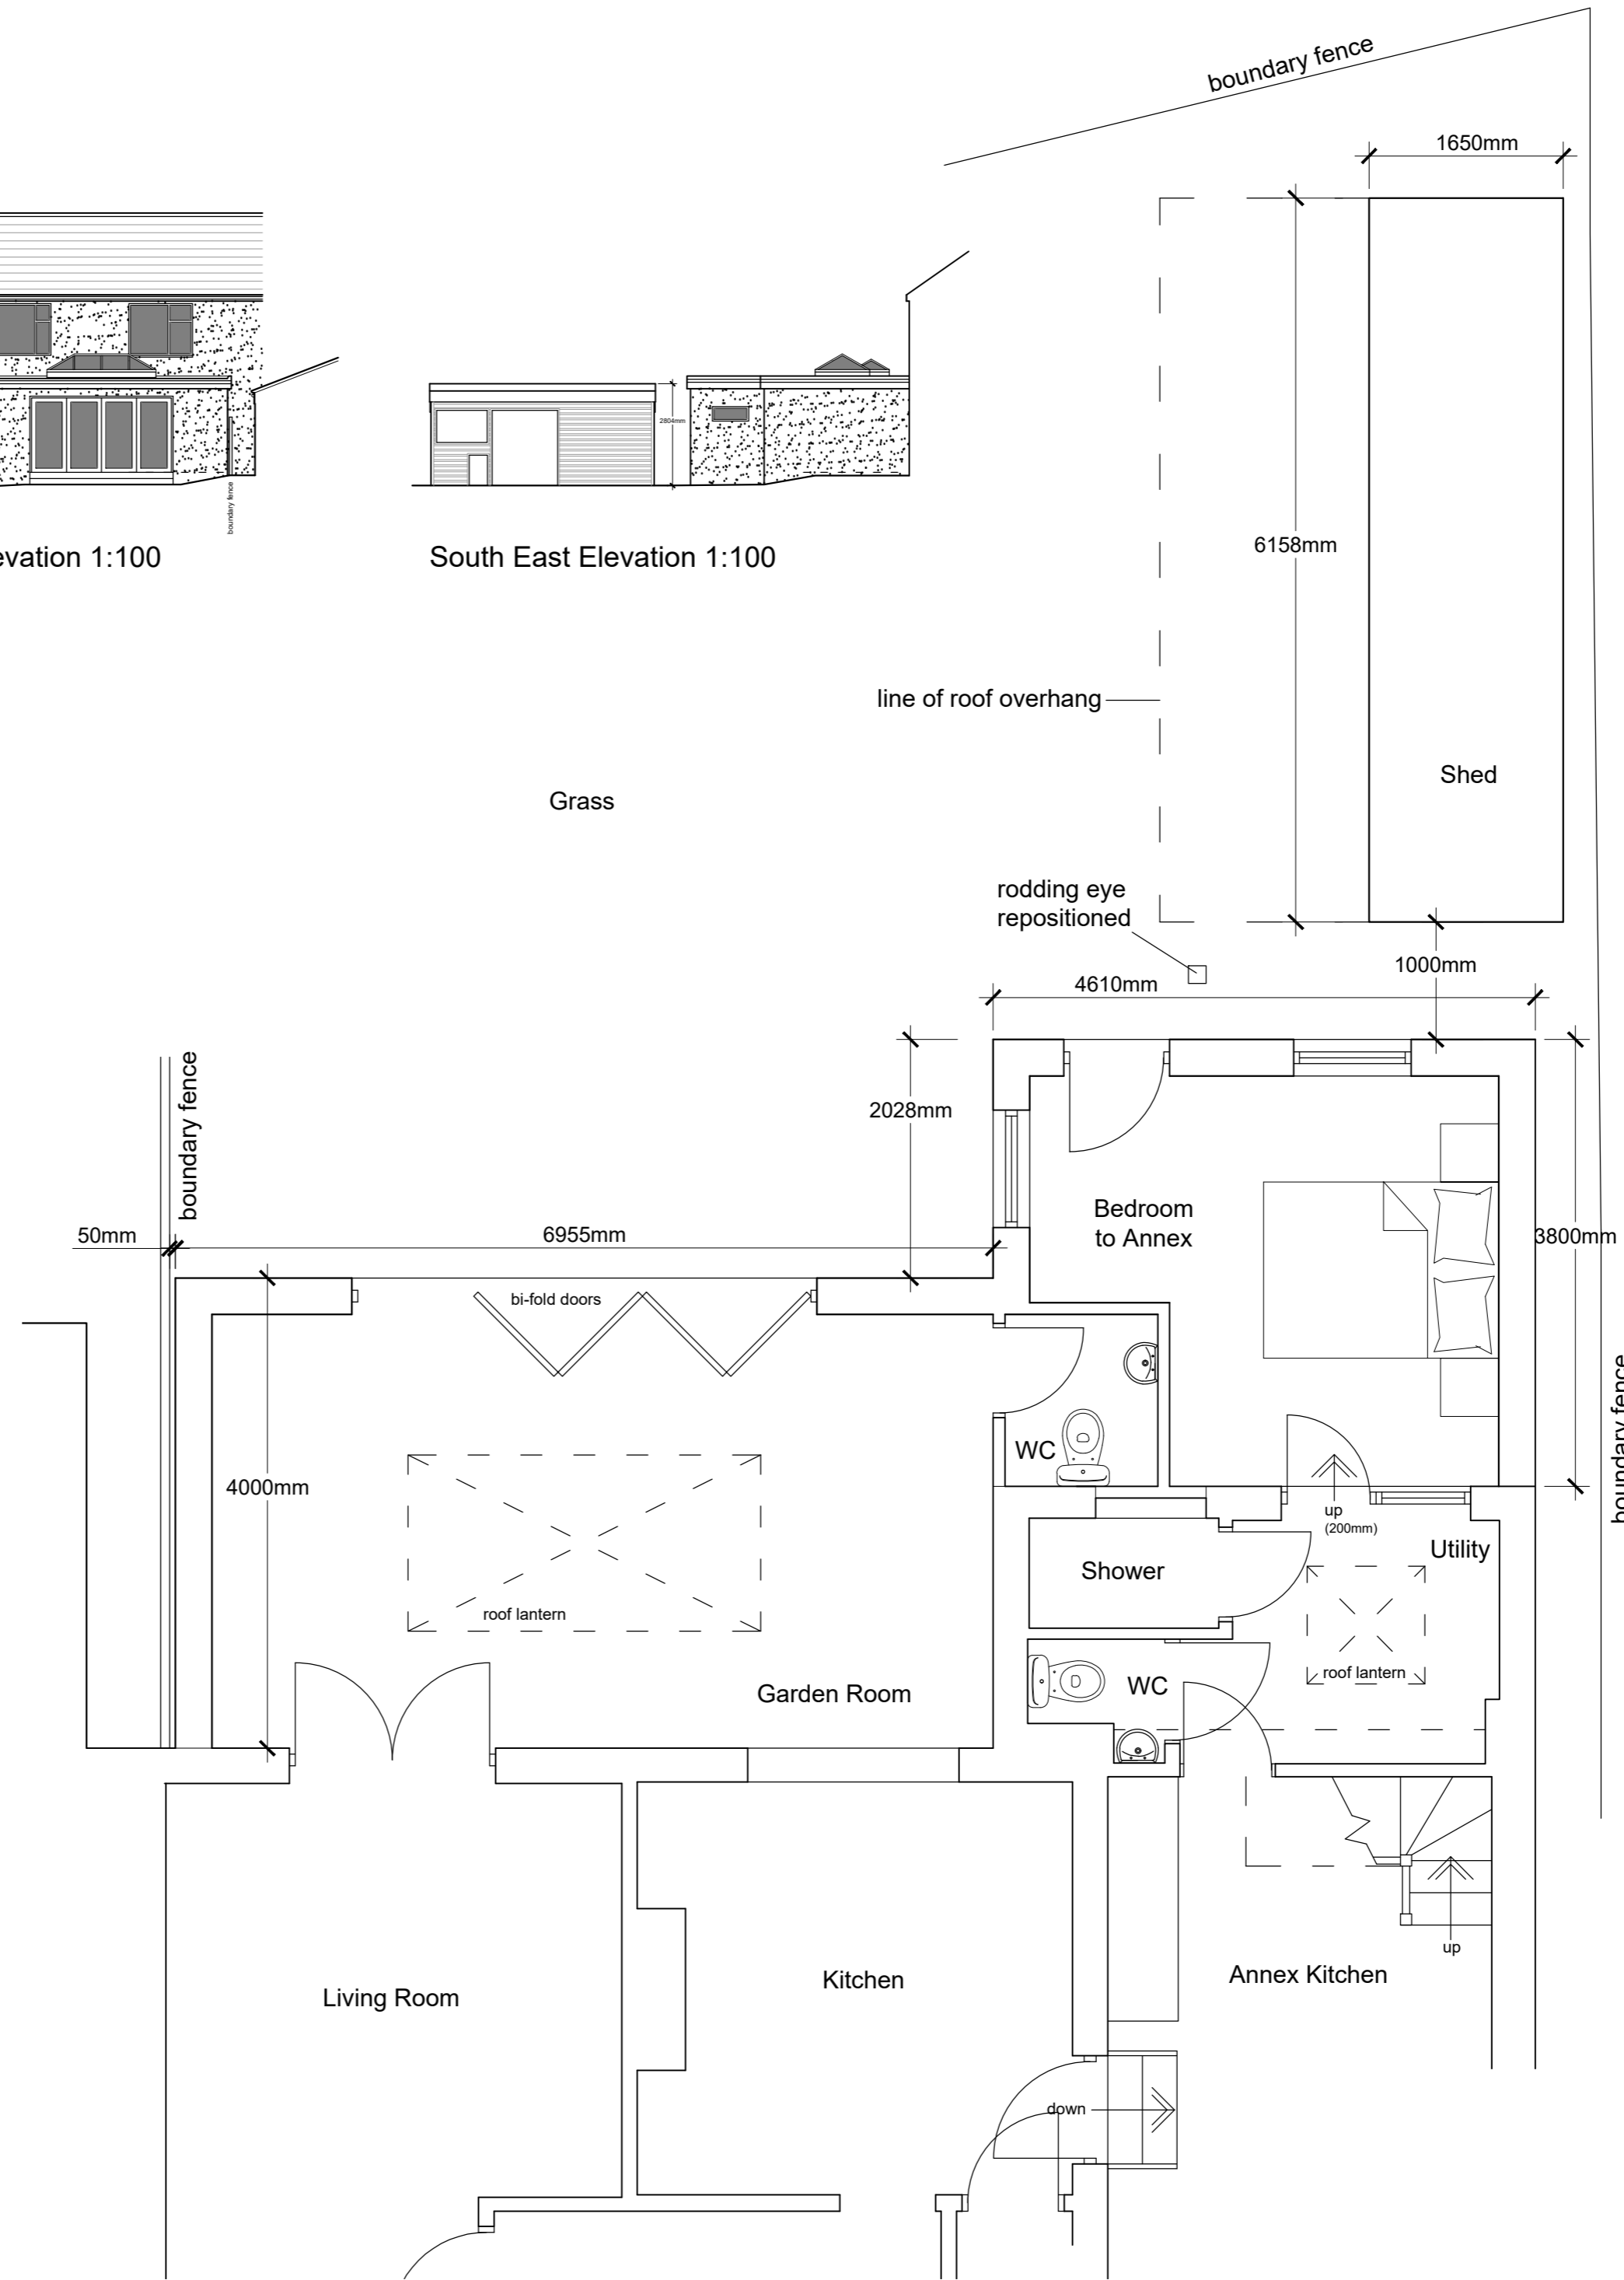 boundary fence
1650mm
2804mm
boundary fence
evation 1:100
South East Elevation 1:100
6158mm
line of roof overhang
Shed
Grass
rodding eye
repositioned
1000mm
4610mm
boundary fence
2028mm
50mm
6955mm
Bedroom
to Annex
3800mm
bi-fold doors
boundary fence
WC
4000mm
up
(200mm)
Utility
Shower
roof lantern
roof lantern
WC
Garden Room
up
Annex Kitchen
Kitchen
Living Room
down